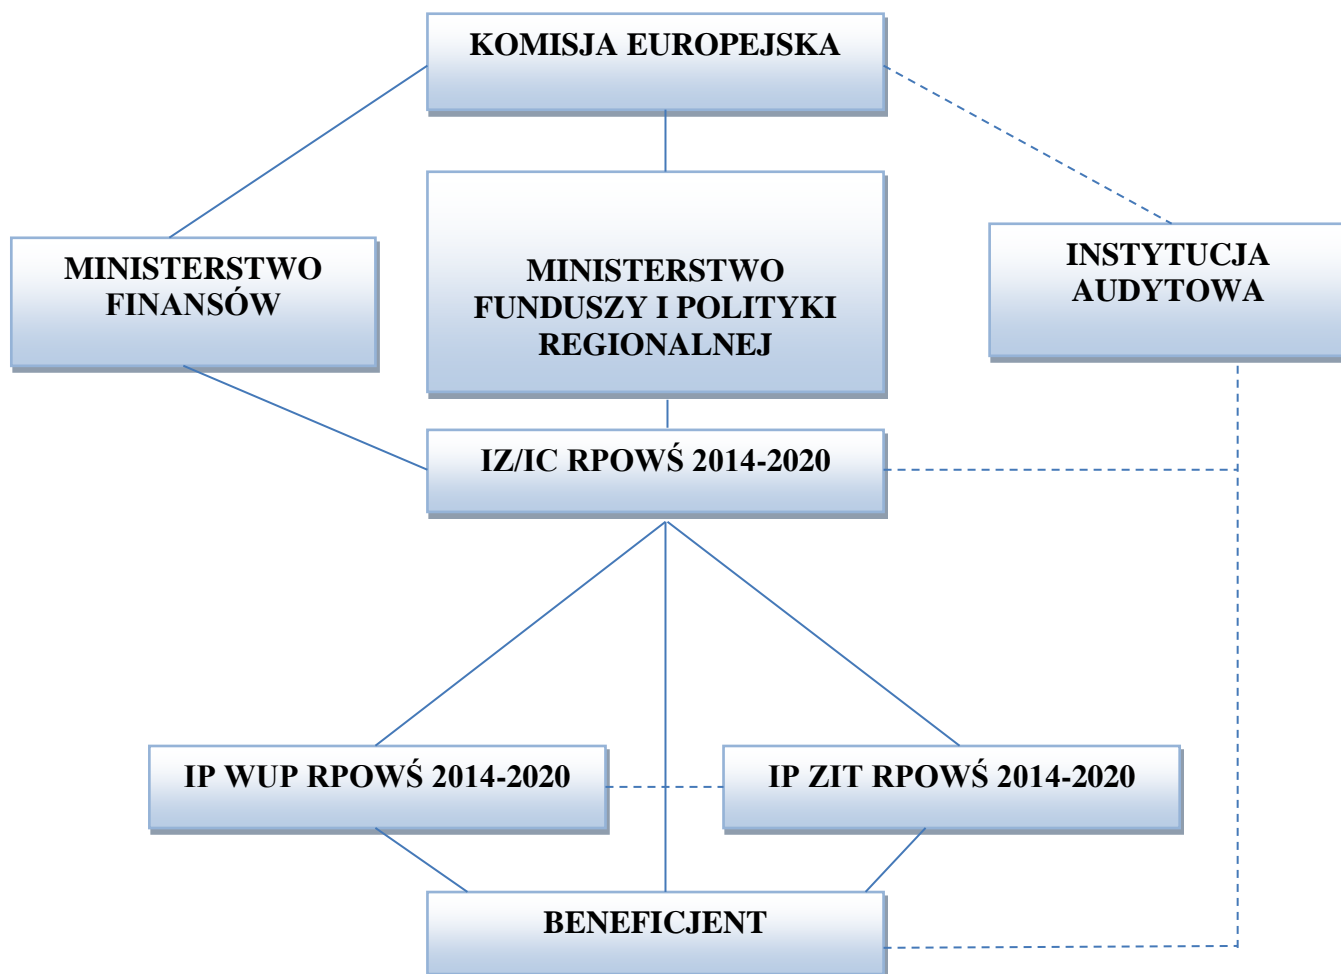 KOMISJA EUROPEJSKA
MINISTERSTWO
FINANSÓW
MINISTERSTWO
FUNDUSZY I POLITYKI
REGIONALNEJ
INSTYTUCJA
AUDYTOWA
IZ/IC RPOWŚ 2014-2020
IP WUP RPOWŚ 2014-2020
IP ZIT RPOWŚ 2014-2020
BENEFICJENT